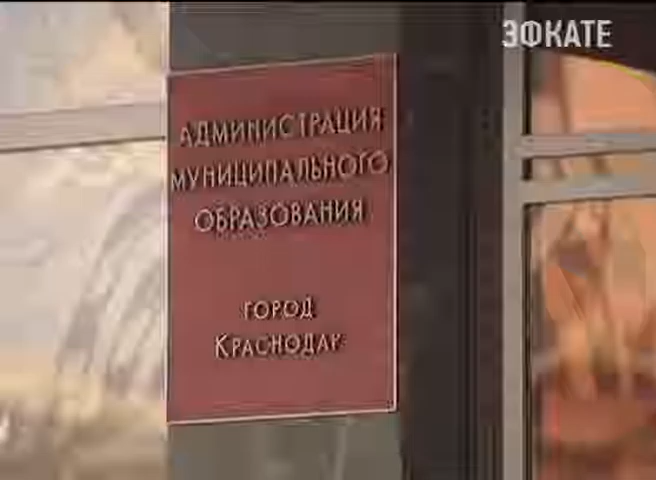 ЭФКАТЕ
АДМИНИСТРАЦИЯ
МУНИЦИПАЛЬНОГО
ОБРАЗОВАНИЯ
ГОРОД
КРАСНОДАР